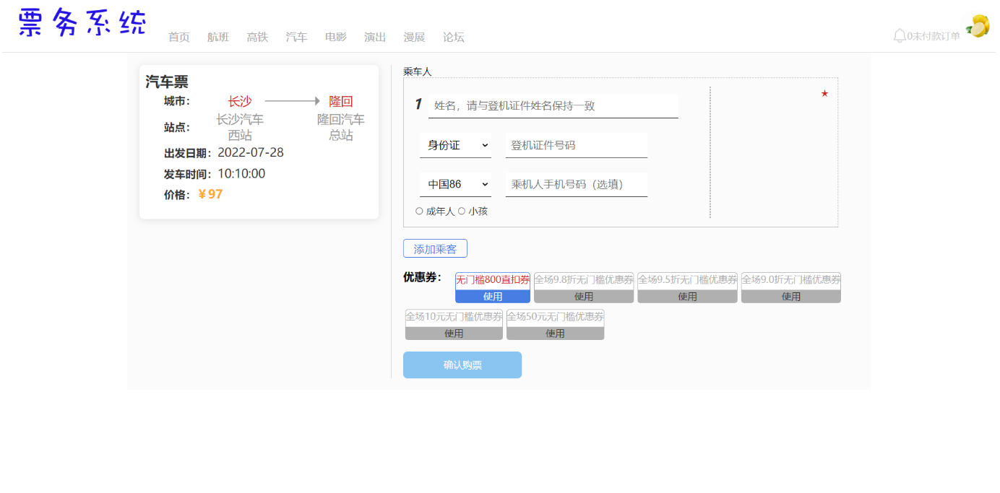 票务系统
首页 航班 高铁 汽车 电影 演出 漫展 论坛
0未付款订单
汽车票
城市： 长沙 隆回
站点： 长沙汽车西站 隆回汽车总站
出发日期：2022-07-28
发车时间：10:10:00
价格：￥97
乘车人
1 姓名，请与登机证件姓名保持一致
身份证 登机证件号码
中国86 乘机人手机号码（选填）
成年人 小孩
添加乘客
优惠券： 无门槛800直扣券 全场9.8折无门槛优惠券 全场9.5折无门槛优惠券 全场9.0折无门槛优惠券
使用 使用 使用 使用
全场10元无门槛优惠券 全场50元无门槛优惠券
使用 使用
确认购票